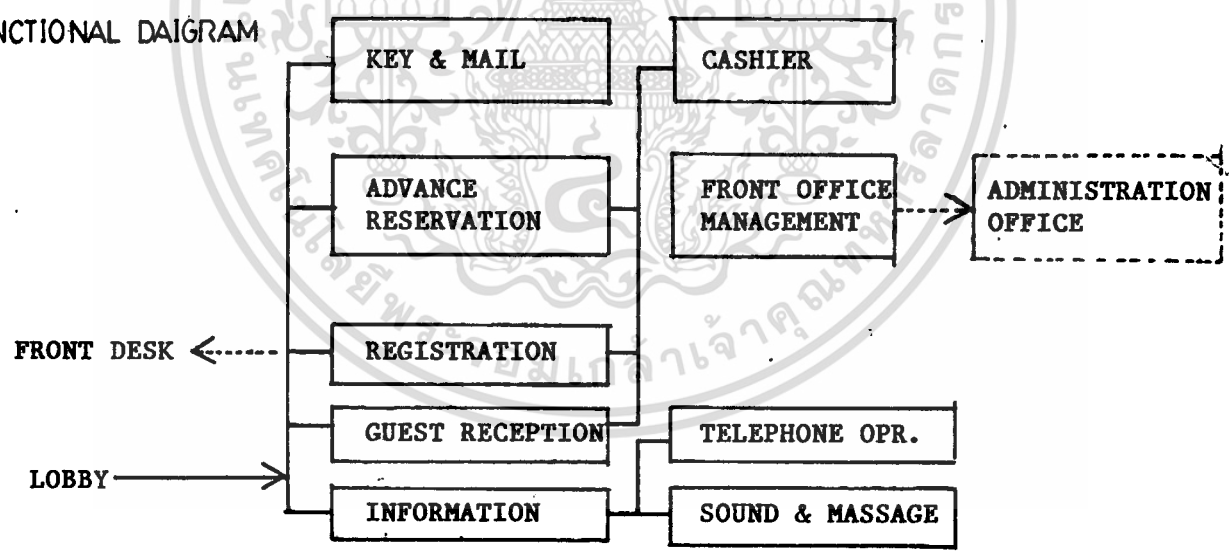 NCTIONAL DAIGRAM
KEY & MAIL
CASHIER
ADVANCE
RESERVATION
FRONT OFFICE
MANAGEMENT
ADMINISTRATION
OFFICE
FRONT DESK
REGISTRATION
GUEST RECEPTION
TELEPHONE OPR.
LOBBY
INFORMATION
SOUND & MASSAGE